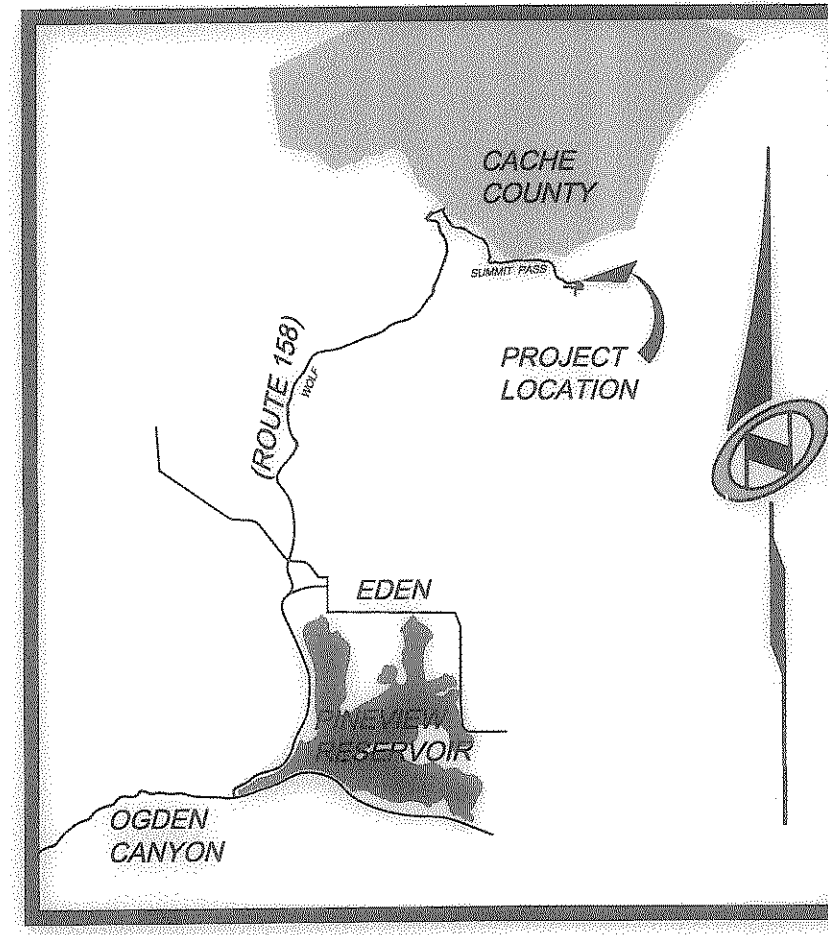 CACHE
COUNTY
SUMMIT PASS
PROJECT
LOCATION
(ROUTE 158)
WOLF
N
EDEN
PINEVIEW
RESERVOIR
OGDEN
CANYON